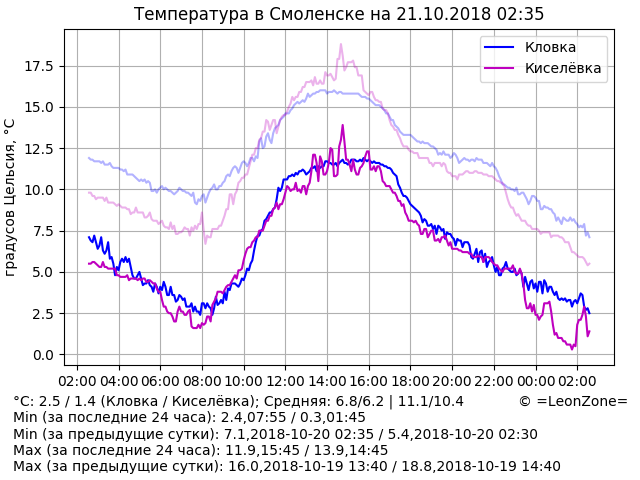 Температура в Смоленске на 21.10.2018 02:35
Кловка
Киселёвка
градусов Цельсия, °C
17.5
15.0
12.5
10.0
7.5
5.0
2.5
0.0
02:00 04:00 06:00 08:00 10:00 12:00 14:00 16:00 18:00 20:00 22:00 00:00 02:00
°C: 2.5 / 1.4 (Кловка / Киселёвка); Средняя: 6.8/6.2 | 11.1/10.4 © =LeonZone=
Min (за последние 24 часа): 2.4,07:55 / 0.3,01:45
Min (за предыдущие сутки): 7.1,2018-10-20 02:35 / 5.4,2018-10-20 02:30
Max (за последние 24 часа): 11.9,15:45 / 13.9,14:45
Max (за предыдущие сутки): 16.0,2018-10-19 13:40 / 18.8,2018-10-19 14:40